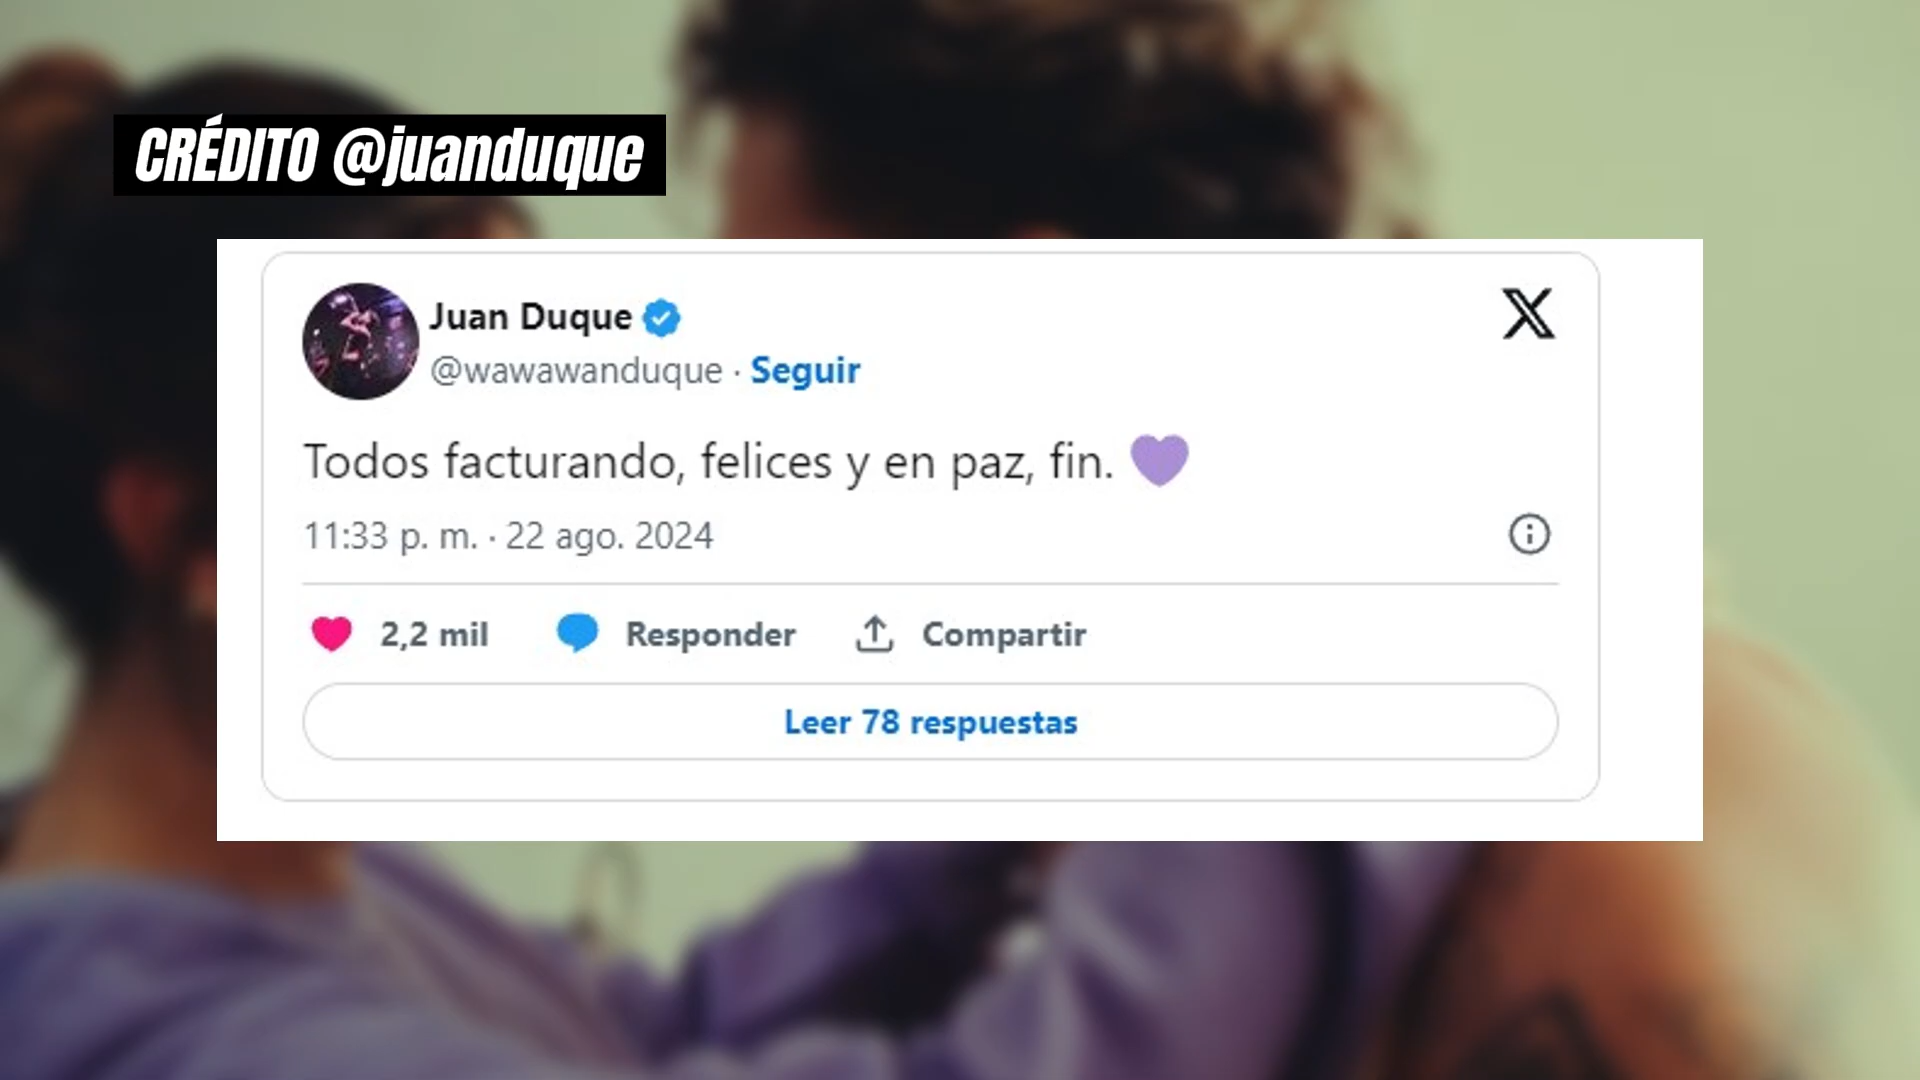 CRÉDITO @juanduque
Juan Duque
@wawawanduque · Seguir
Todos facturando, felices y en paz, fin. 💜
11:33 p. m. · 22 ago. 2024
2,2 mil Responder Compartir
Leer 78 respuestas